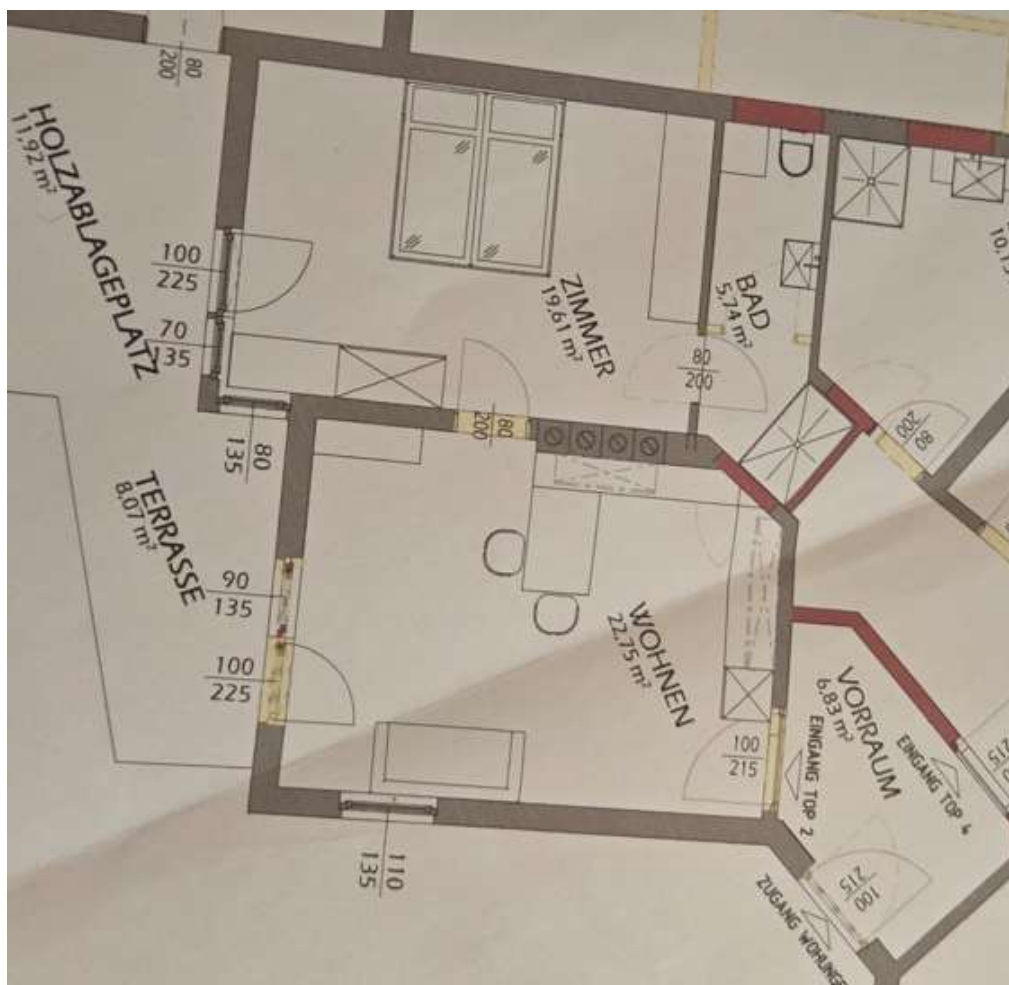 80
200
HOLZABLAGEPLATZ
11,92 m²
100
225
70
135
80
135
ZIMMER
19,61 m²
BAD
5,74 m²
80
200
80
200
80
200
TERRASSE
8,07 m²
90
135
100
225
WOHNEN
22,75 m²
100
215
VORRAUM
6,83 m²
EINGANG TOP 2
EINGANG TOP 4
215
100
215
110
135
ZUGANG